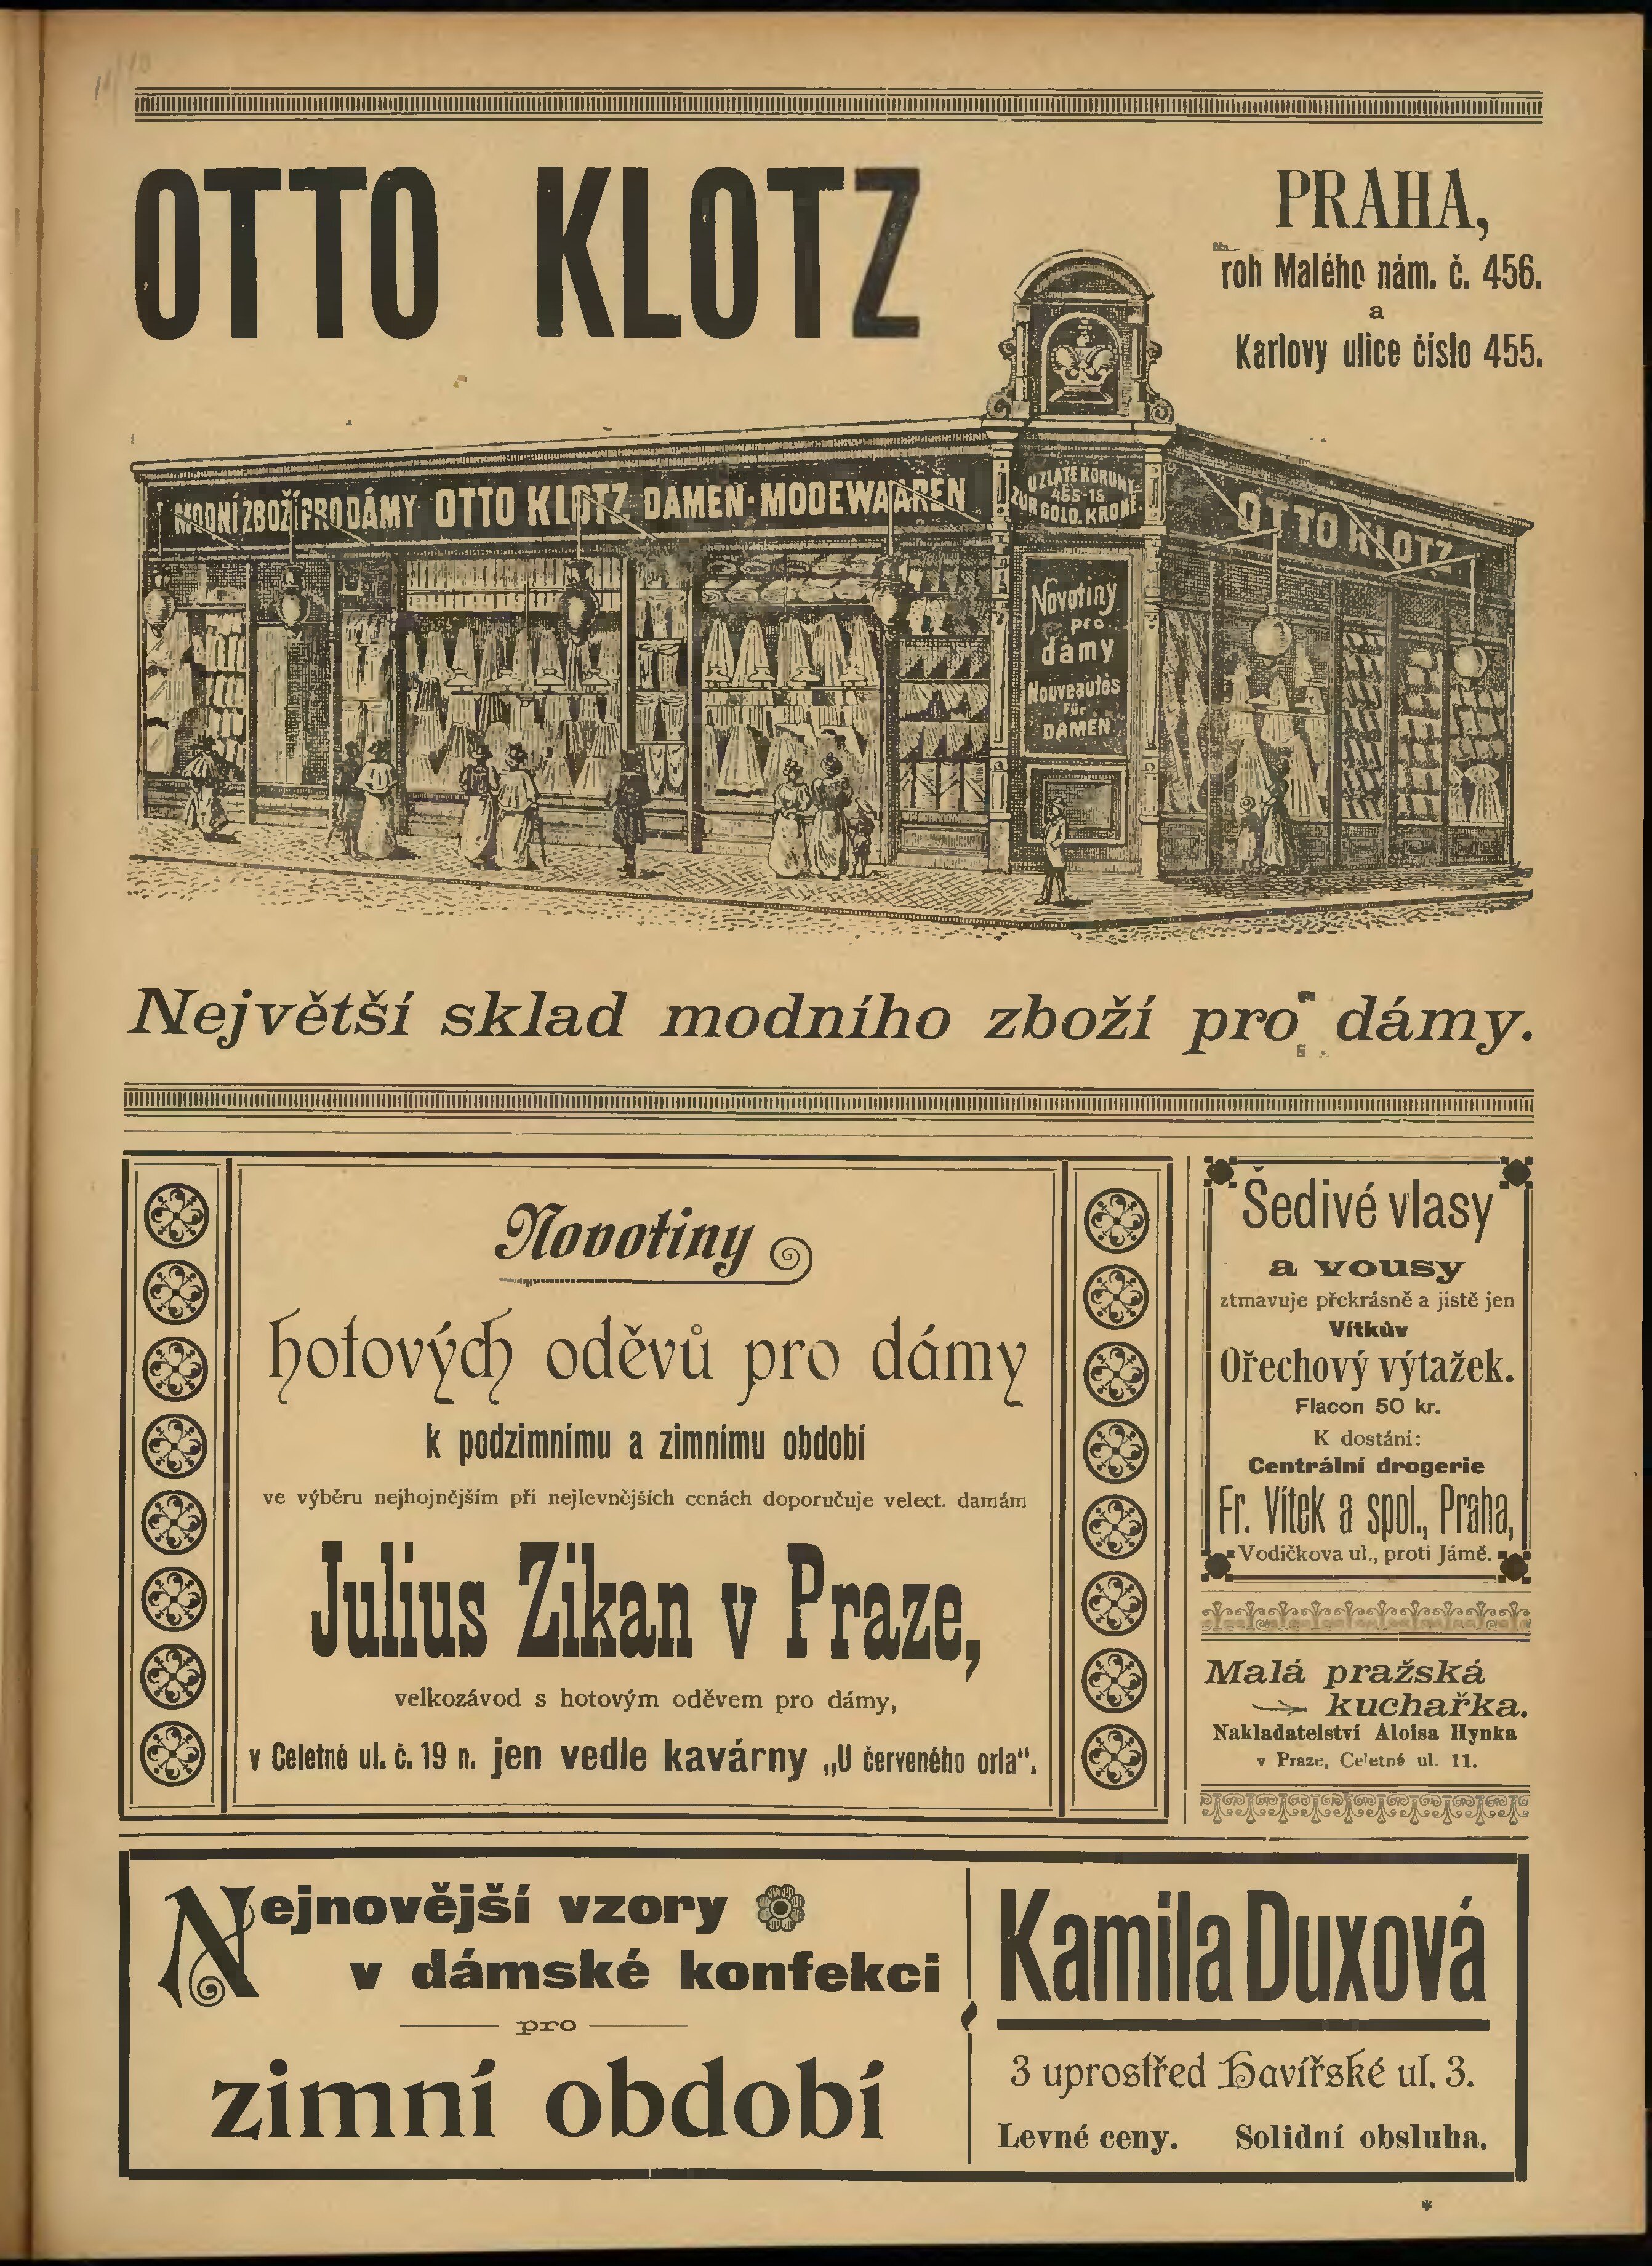 OTTO KLOTZ
PRAHA,
roh Malého nám. č. 456.
a
Karlovy ulice číslo 455.
MODNÍ ZBOŽÍ PRO DÁMY OTTO KLOTZ DAMEN-MODEWAAREN
U ZLATÉ KORUNY
455-15
ZUR GOLD. KRONE.
OTTO KLOTZ
Novotiny
pro
dámy
Nouveautés
Für
DAMEN
Největší sklad modního zboží pro dámy.
Novotiny
hotových oděvů pro dámy
k podzimnímu a zimnímu období
ve výběru nejhojnějším při nejlevnějších cenách doporučuje velect. damám
Julius Zikan v Praze,
velkozávod s hotovým oděvem pro dámy,
v Celetné ul. č. 19 n. jen vedle kavárny „U červeného orla“.
Šedivé vlasy
a vousy
ztmavuje překrásně a jistě jen
Vítkův
Ořechový výtažek.
Flacon 50 kr.
K dostání:
Centrální drogerie
Fr. Vítek a spol., Praha,
Vodičkova ul., proti Jámě.
Malá pražská
kuchařka.
Nakladatelství Aloisa Hynka
v Praze, Celetné ul. 11.
Nejnovější vzory
v dámské konfekci
pro
zimní období
Kamila Duxová
3 uprostřed Havířské ul. 3.
Levné ceny. Solidní obsluha.
*